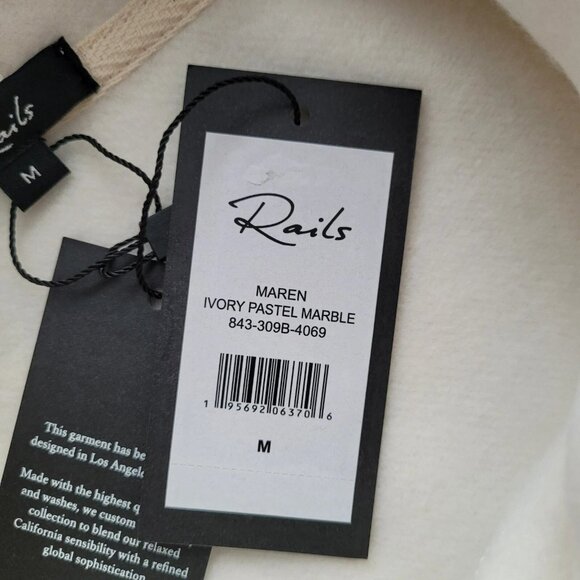 Rails
M
Rails
MAREN
IVORY PASTEL MARBLE
843-309B-4069
1 95692 06370 6
M
This garment has be
designed in Los Angele
Made with the highest q
and washes, we custom
collection to blend our relaxed
California sensibility with a refined
global sophistication